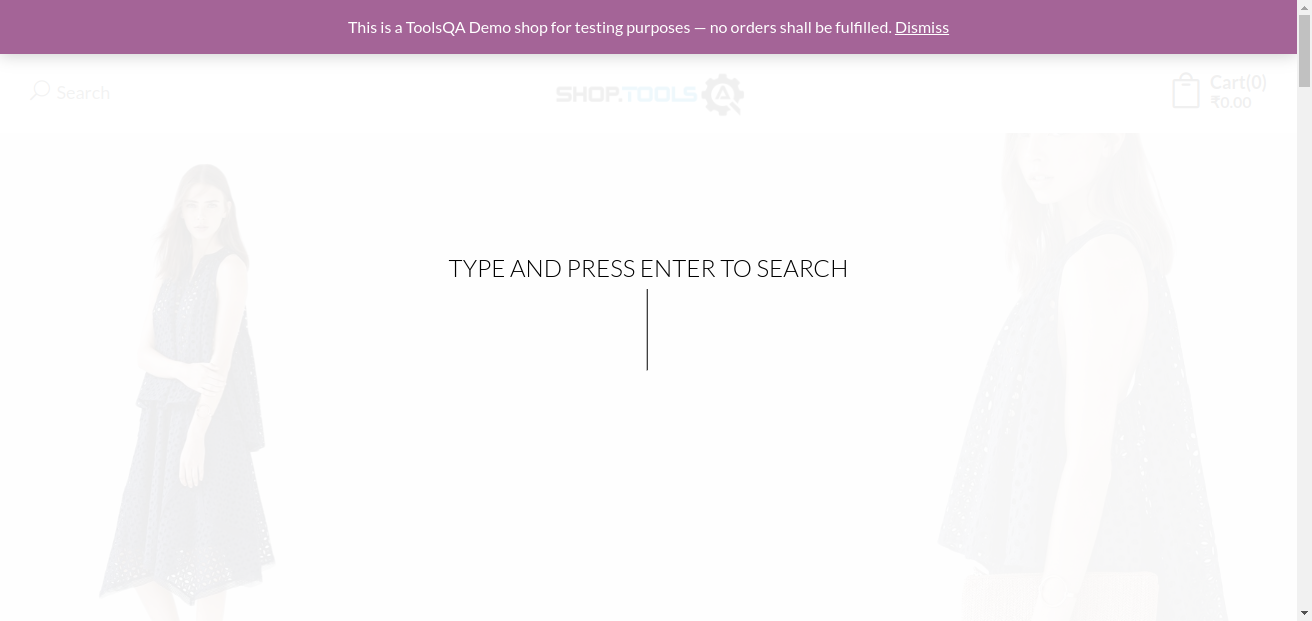 This is a ToolsQA Demo shop for testing purposes — no orders shall be fulfilled. Dismiss
Search
SHOP.TOOLS
Cart(0)
₹0.00
TYPE AND PRESS ENTER TO SEARCH